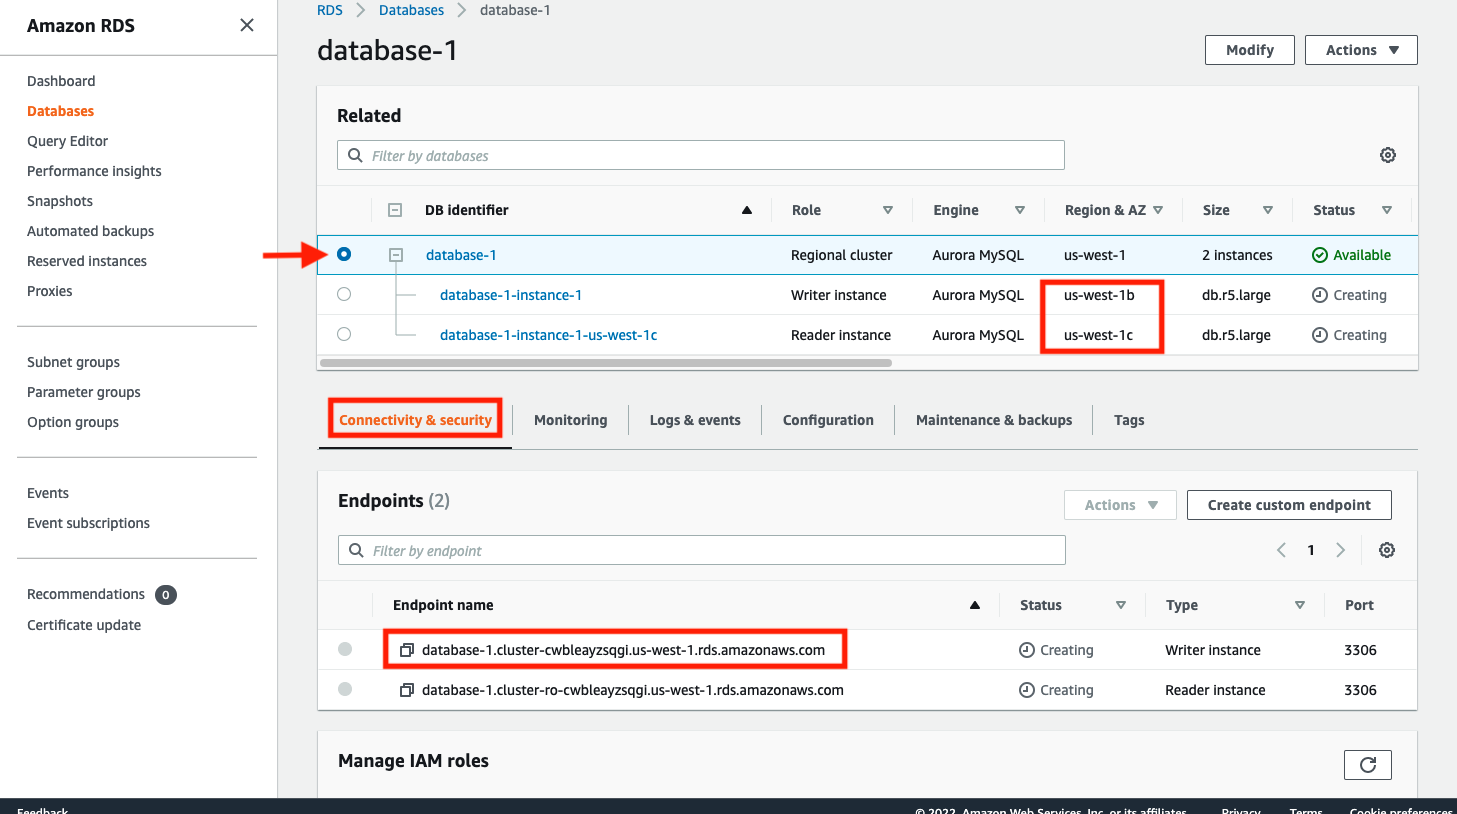 Amazon RDS
Dashboard
Databases
Query Editor
Performance insights
Snapshots
Automated backups
Reserved instances
Proxies
Subnet groups
Parameter groups
Option groups
Events
Event subscriptions
Recommendations 0
Certificate update
RDS Databases database-1
database-1
Modify Actions
Related
Filter by databases
DB identifier Role Engine Region & AZ Size Status
database-1 Regional cluster Aurora MySQL us-west-1 2 instances Available
database-1-instance-1 Writer instance Aurora MySQL us-west-1b db.r5.large Creating
database-1-instance-1-us-west-1c Reader instance Aurora MySQL us-west-1c db.r5.large Creating
Connectivity & security Monitoring Logs & events Configuration Maintenance & backups Tags
Endpoints (2)
Actions Create custom endpoint
Filter by endpoint
1
Endpoint name Status Type Port
database-1.cluster-cwbleayzsqgi.us-west-1.rds.amazonaws.com Creating Writer instance 3306
database-1.cluster-ro-cwbleayzsqgi.us-west-1.rds.amazonaws.com Creating Reader instance 3306
Manage IAM roles
Feedback © 2022, Amazon Web Services, Inc. or its affiliates. Privacy Terms Cookie preferences